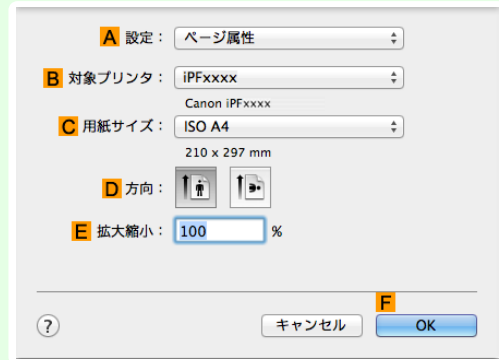 A 設定： ページ属性
B 対象プリンタ： iPFxxxx
Canon iPFxxxx
C 用紙サイズ： ISO A4
210 x 297 mm
D 方向：
E 拡大縮小： 100 %
F
? キャンセル OK